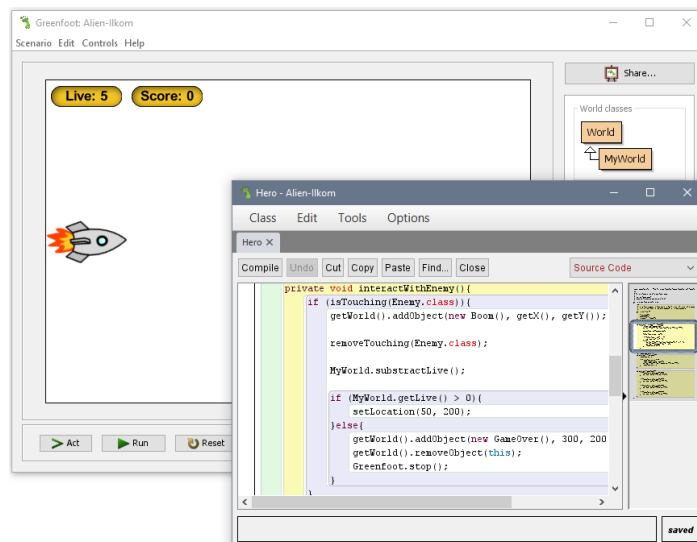 Greenfoot: Alien-Ilkom
Scenario Edit Controls Help
Live: 5 Score: 0
Share...
World classes
World
MyWorld
Act Run Reset
Hero - Alien-Ilkom
Class Edit Tools Options
Hero
Compile Undo Cut Copy Paste Find... Close Source Code
private void interactWithEnemy(){
if (isTouching(Enemy.class)){
getWorld().addObject(new Boom(), getX(), getY());
removeTouching(Enemy.class);
MyWorld.substractLive();
if (MyWorld.getLive() > 0){
setLocation(50, 200);
}else{
getWorld().addObject(new GameOver(), 300, 200
getWorld().removeObject(this);
Greenfoot.stop();
}
}
saved